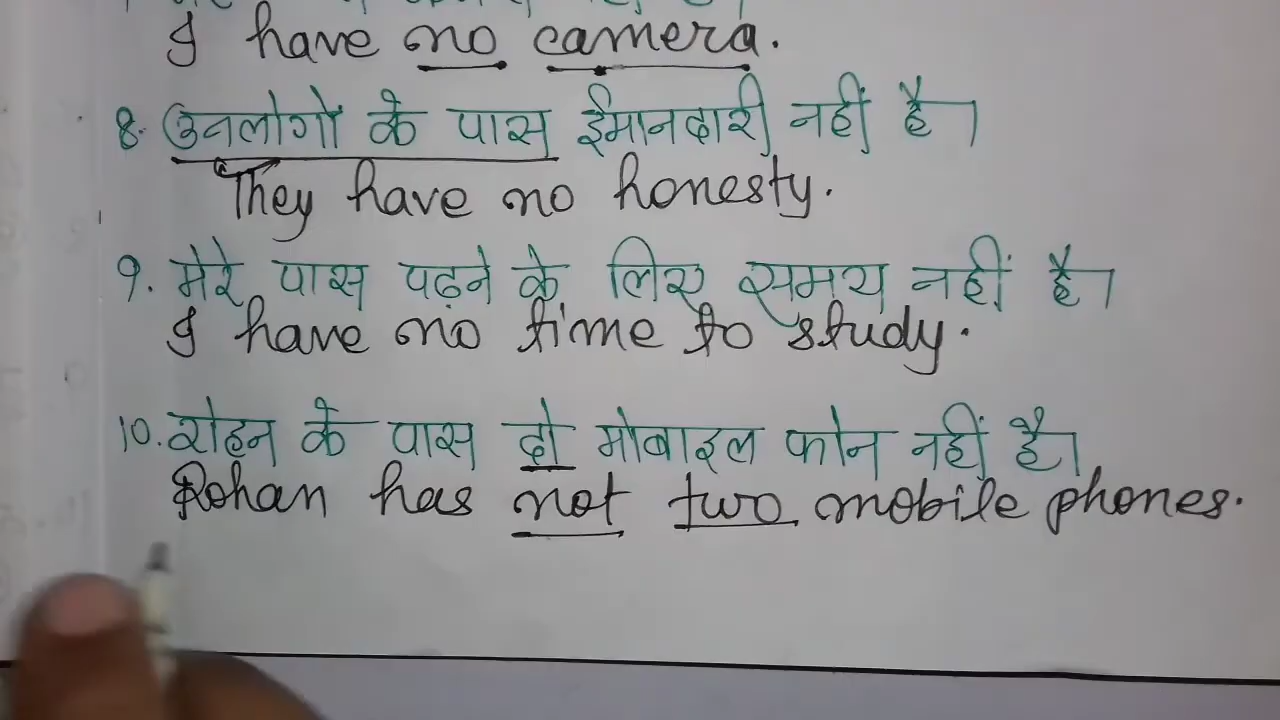 I have no camera.
8. उनलोगों के पास ईमानदारी नहीं है।
They have no honesty.
9. मेरे पास पढ़ने के लिए समय नहीं है।
I have no time to study.
10. रोहन के पास दो मोबाइल फोन नहीं है।
Rohan has not two mobile phones.